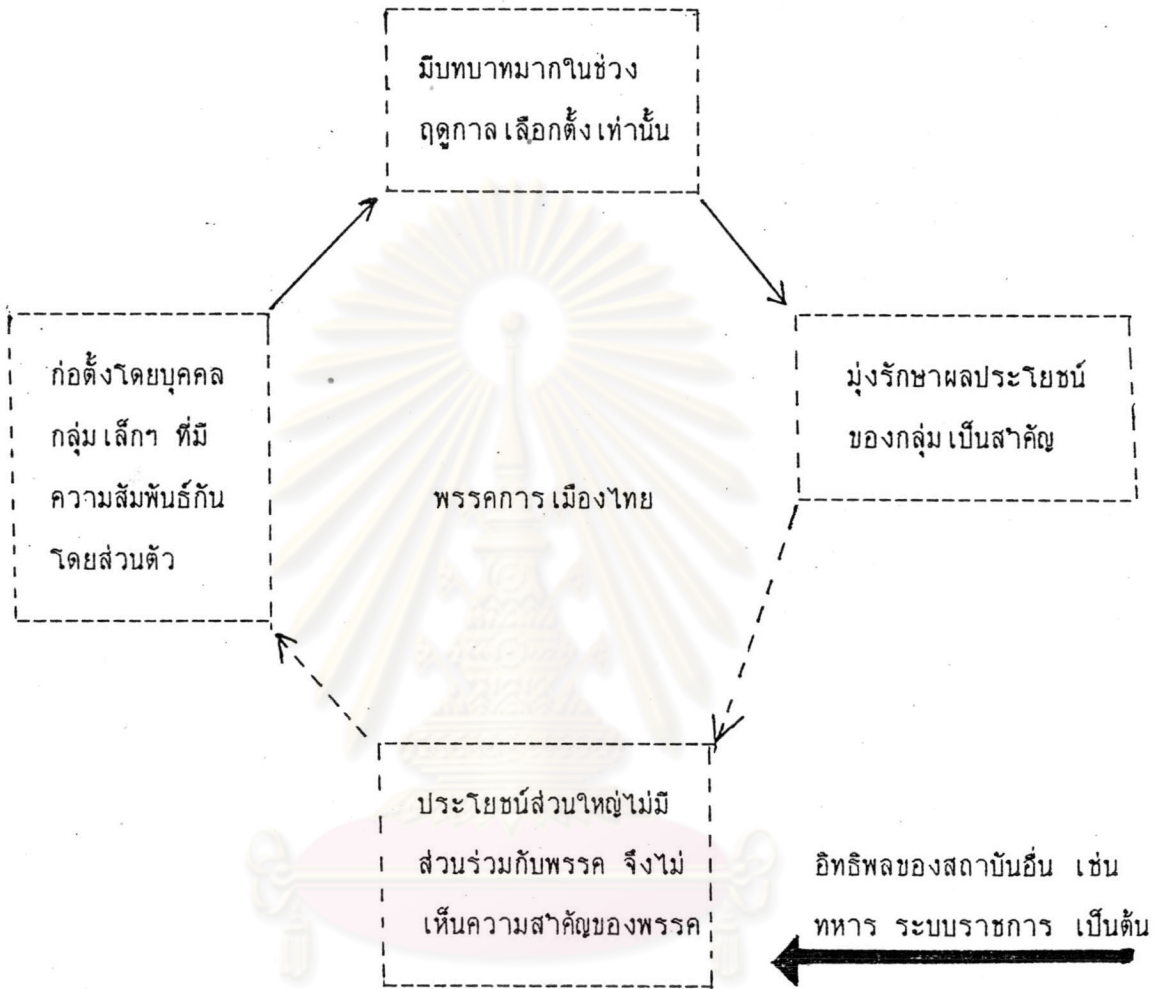 มีบทบาทมากในช่วง
ฤดูกาลเลือกตั้งเท่านั้น
ก่อตั้งโดยบุคคล
กลุ่มเล็กๆ ที่มี
ความสัมพันธ์กัน
โดยส่วนตัว
มุ่งรักษาผลประโยชน์
ของกลุ่มเป็นสำคัญ
พรรคการเมืองไทย
ประโยชน์ส่วนใหญ่ไม่มี
ส่วนร่วมกับพรรค จึงไม่
เห็นความสำคัญของพรรค
อิทธิพลของสถาบันอื่น เช่น
ทหาร ระบบราชการ เป็นต้น